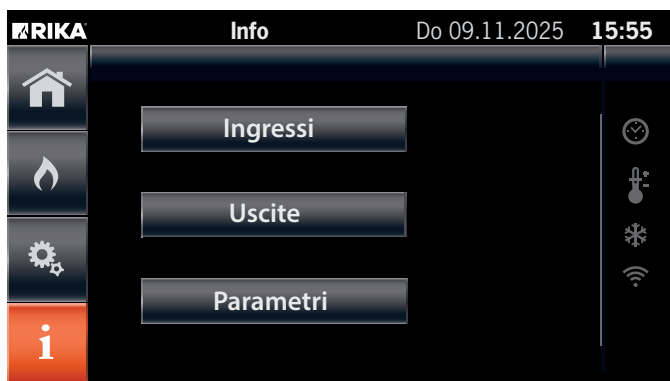 RIKA Info Do 09.11.2025 15:55
Ingressi
Uscite
Parametri
i